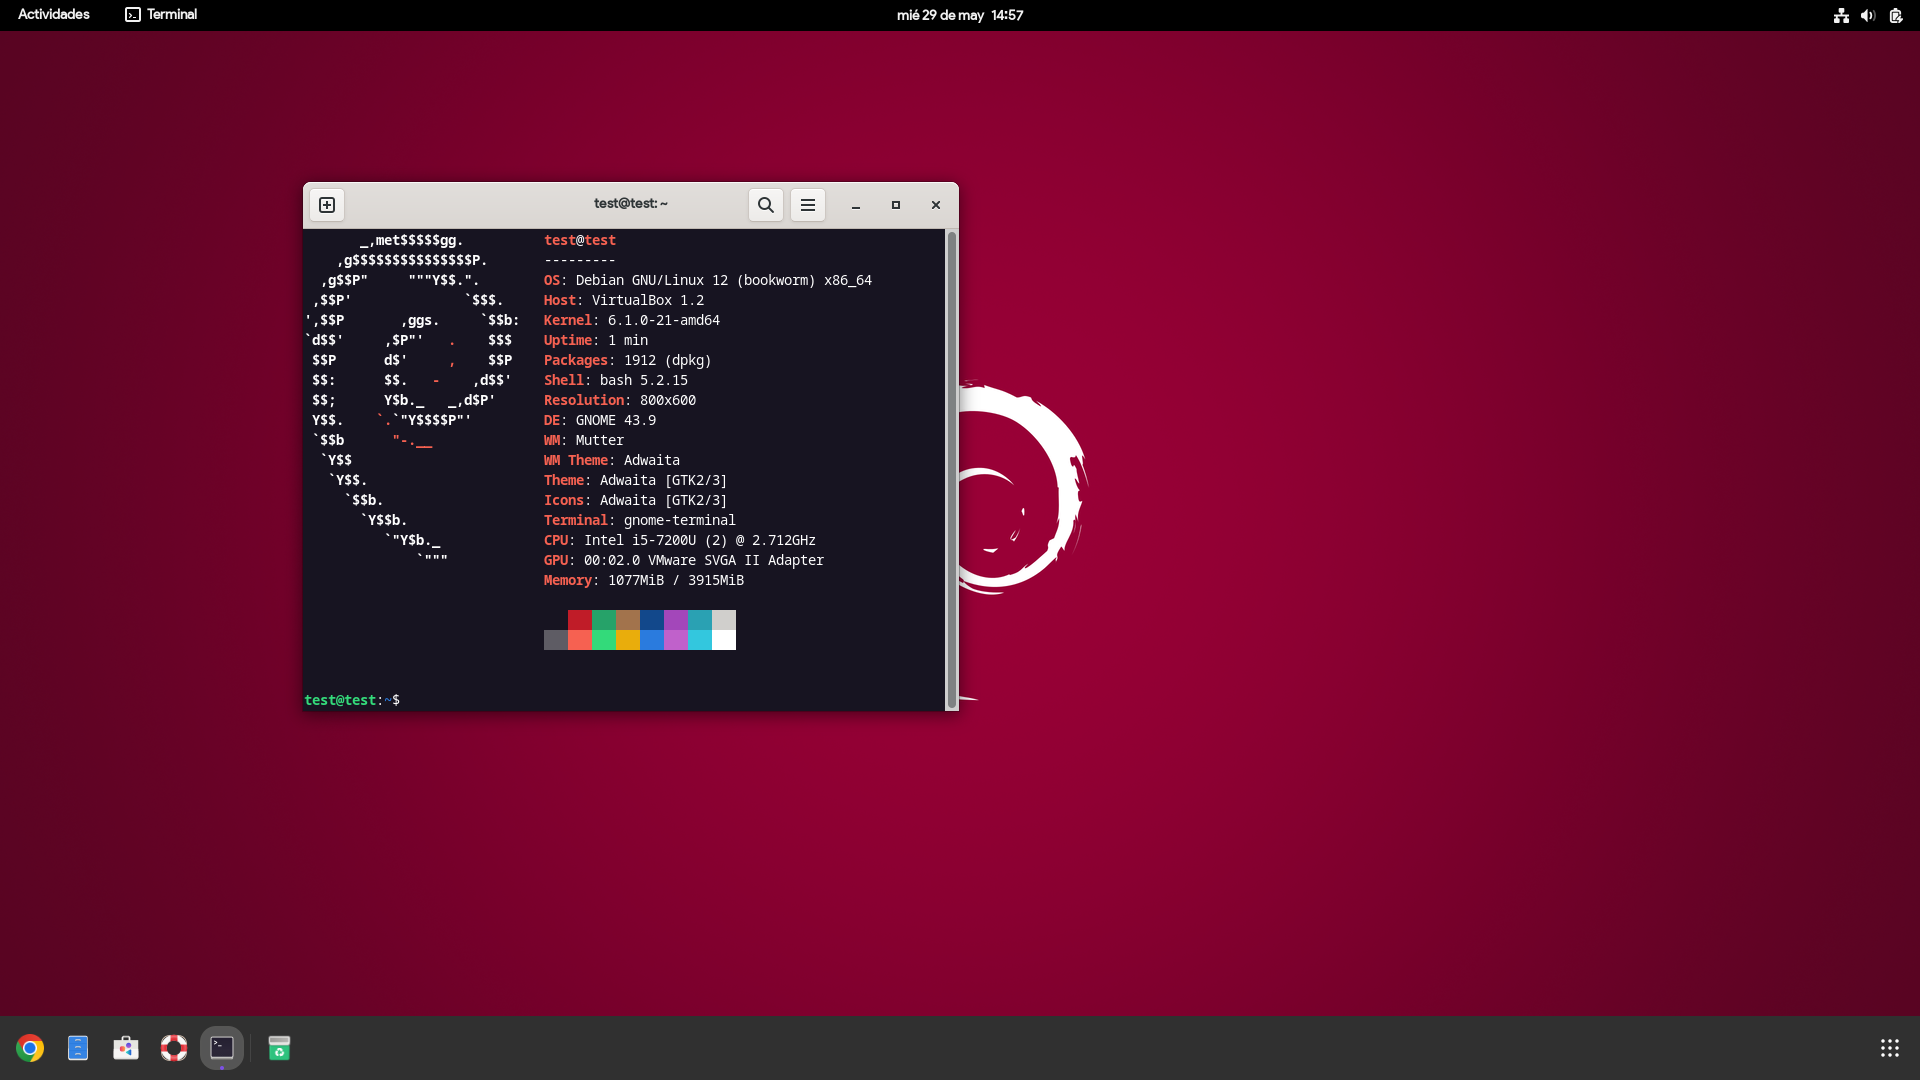 Actividades Terminal mié 29 de may 14:57
test@test: ~
_,met$$$$$gg. test@test
,g$$$$$$$$$$$$$$$P. ---------
,g$$P" """Y$$.". OS: Debian GNU/Linux 12 (bookworm) x86_64
,$$P' `$$$. Host: VirtualBox 1.2
',$$P ,ggs. `$$b: Kernel: 6.1.0-21-amd64
`d$$' ,$P"' . $$$ Uptime: 1 min
$$P d$' , $$P Packages: 1912 (dpkg)
$$: $$. - ,d$$' Shell: bash 5.2.15
$$; Y$b._ _,d$P' Resolution: 800x600
Y$$. `.`"Y$$$$P"' DE: GNOME 43.9
`$$b "-.__ WM: Mutter
`Y$$ WM Theme: Adwaita
`Y$$. Theme: Adwaita [GTK2/3]
`$$b. Icons: Adwaita [GTK2/3]
`Y$$b. Terminal: gnome-terminal
`"Y$b._ CPU: Intel i5-7200U (2) @ 2.712GHz
`""" GPU: 00:02.0 VMware SVGA II Adapter
Memory: 1077MiB / 3915MiB
test@test:~$